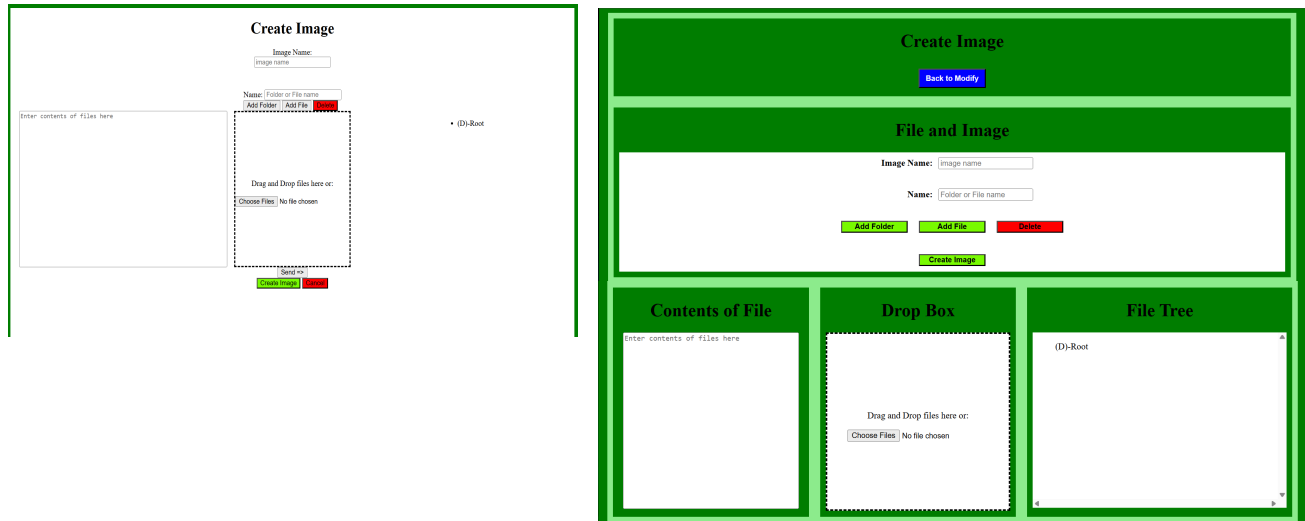 Create Image
Image Name:
image name
Name: Folder or File name
Add Folder Add File Delete
Enter contents of files here
Drag and Drop files here or:
Choose Files No file chosen
(D)-Root
Send =>
Create Image Cancel
Create Image
Back to Modify
File and Image
Image Name: image name
Name: Folder or File name
Add Folder Add File Delete
Create Image
Contents of File
Enter contents of files here
Drop Box
Drag and Drop files here or:
Choose Files No file chosen
File Tree
(D)-Root